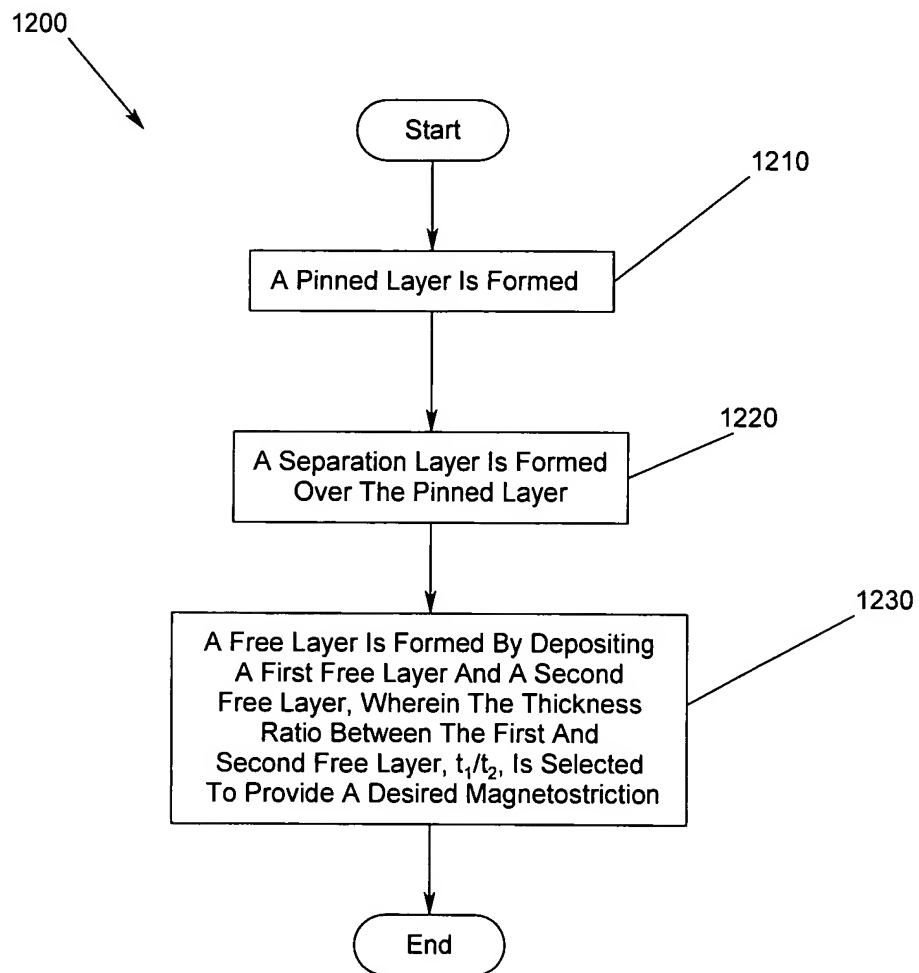 1200
Start
1210
A Pinned Layer Is Formed
1220
A Separation Layer Is Formed
Over The Pinned Layer
1230
A Free Layer Is Formed By Depositing
A First Free Layer And A Second
Free Layer, Wherein The Thickness
Ratio Between The First And
Second Free Layer, t₁/t₂, Is Selected
To Provide A Desired Magnetostriction
End